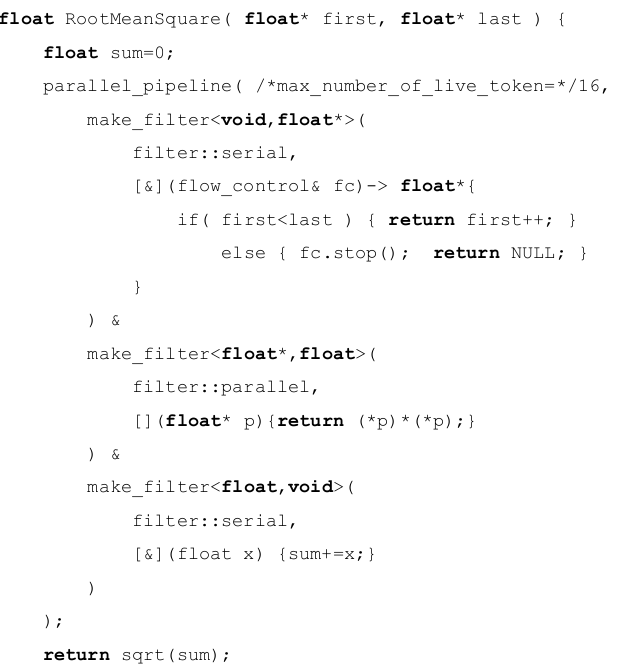 float RootMeanSquare( float* first, float* last ) {
    float sum=0;
    parallel_pipeline( /*max_number_of_live_token=*/16,
        make_filter<void,float*>(
            filter::serial,
            [&](flow_control& fc)-> float*{
                if( first<last ) { return first++; }
                    else { fc.stop();  return NULL; }
            }
        ) &
        make_filter<float*,float>(
            filter::parallel,
            [](float* p){return (*p)*(*p);}
        ) &
        make_filter<float,void>(
            filter::serial,
            [&](float x) {sum+=x;}
        )
    );
    return sqrt(sum);